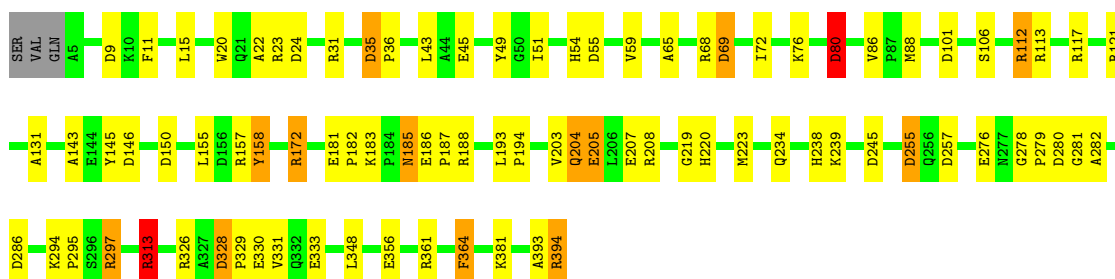 SER VAL GLN A5 D9 K10 F11 L15 W20 Q21 A22 R23 D24 R31 D35 P36 L43 A44 E45 Y49 G50 I51 H54 D55 V59 A65 R68 D69 I72 K76 D80 V86 P87 M88 D101 S106 R112 R113 R117
A131 A143 E144 Y145 D146 D150 L155 D156 R157 Y158 R172 E181 P182 K183 P184 N185 E186 P187 R188 L193 P194 V203 Q204 E205 L206 E207 R208 G219 H220 M223 Q234 H238 K239 D245 D255 Q256 D257 E276 N277 G278 P279 D280 G281 A282
D286 K294 P295 S296 R297 R313 R326 A327 D328 P329 E330 V331 Q332 E333 L348 E356 R361 F364 K381 A393 R394